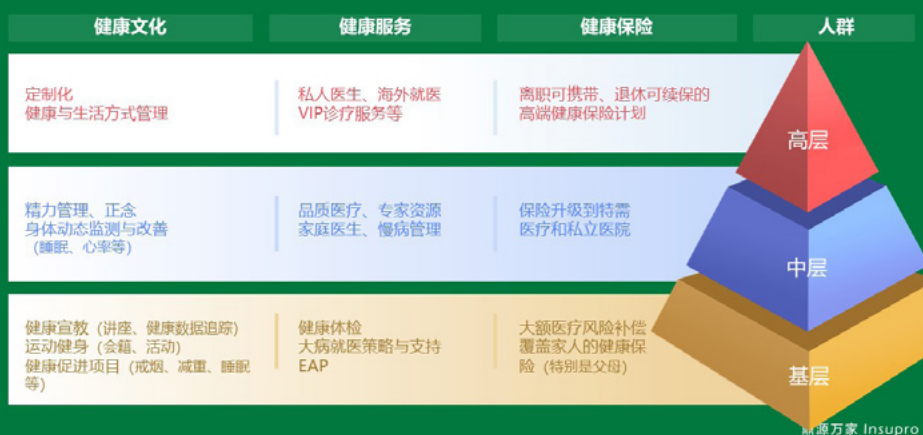 健康文化 健康服务 健康保险 人群
定制化
健康与生活方式管理
私人医生、海外就医
VIP诊疗服务等
离职可携带、退休可续保的
高端健康保险计划
高层
精力管理、正念
身体动态监测与改善
（睡眠、心率等）
品质医疗、专家资源
家庭医生、慢病管理
保险升级到特需
医疗和私立医院
中层
健康宣教（讲座、健康数据追踪）
运动健身（会籍、活动）
健康促进项目（戒烟、减重、睡眠
等）
健康体检
大病就医策略与支持
EAP
大额医疗风险补偿
覆盖家人的健康保
险（特别是父母）
基层
源万家 Insupro